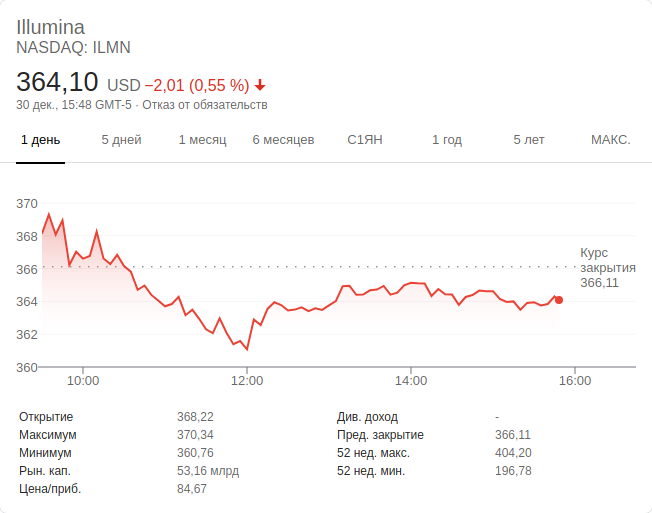 Illumina
NASDAQ: ILMN
364,10 USD −2,01 (0,55 %)
30 дек., 15:48 GMT-5 · Отказ от обязательств
1 день 5 дней 1 месяц 6 месяцев С1ЯН 1 год 5 лет МАКС.
370
368
366
364
362
360
Курс
закрытия
366,11
10:00 12:00 14:00 16:00
Открытие 368,22 Див. доход -
Максимум 370,34 Пред. закрытие 366,11
Минимум 360,76 52 нед. макс. 404,20
Рын. кап. 53,16 млрд 52 нед. мин. 196,78
Цена/приб. 84,67